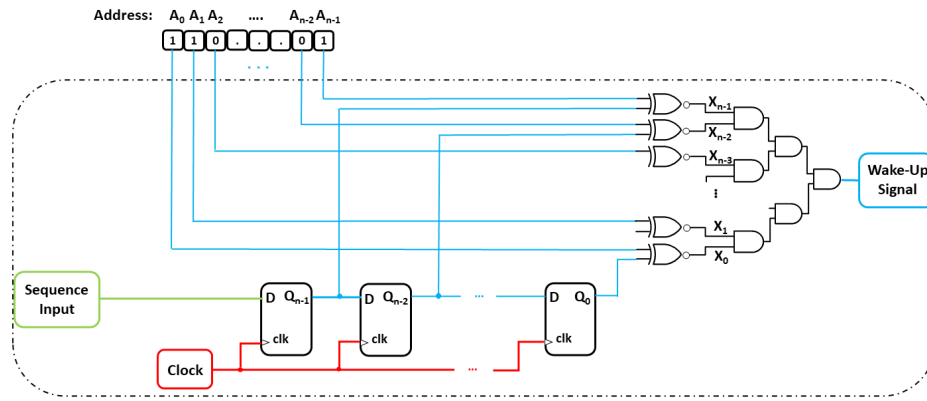 Address: A0 A1 A2 .... An-2 An-1
1 1 0 . . . 0 1
...
Xn-1
Xn-2
Xn-3
...
Wake-Up
Signal
X1
X0
Sequence
Input
D Qn-1
clk
D Qn-2
clk
...
D Q0
clk
Clock
...